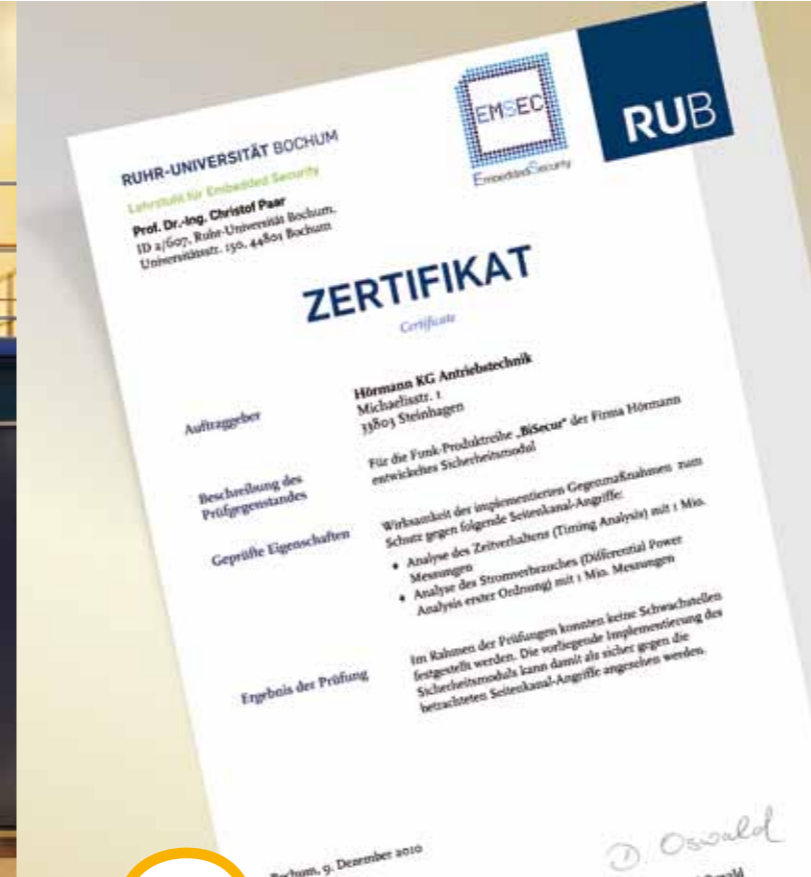 RUHR-UNIVERSITÄT BOCHUM
Lehrstuhl für Embedded Security
Prof. Dr.-Ing. Christof Paar
ID 2/607, Ruhr-Universität Bochum,
Universitätsstr. 150, 44801 Bochum
EMSEC
EmbeddedSecurity
RUB
ZERTIFIKAT
Certificate
Auftraggeber
Hörmann KG Antriebstechnik
Michaelisstr. 1
33803 Steinhagen
Beschreibung des
Prüfgegenstandes
Für die Funk-Produktreihe „BiSecur“ der Firma Hörmann
entwickeltes Sicherheitsmodul
Geprüfte Eigenschaften
Wirksamkeit der implementierten Gegenmaßnahmen zum
Schutz gegen folgende Seitenkanal-Angriffe:
• Analyse des Zeitverhaltens (Timing Analysis) mit 1 Mio.
Messungen
• Analyse des Stromverbrauches (Differential Power
Analysis erster Ordnung) mit 1 Mio. Messungen
Ergebnis der Prüfung
Im Rahmen der Prüfungen konnten keine Schwachstellen
festgestellt werden. Die vorliegende Implementierung des
Sicherheitsmoduls kann damit als sicher gegen die
betrachteten Seitenkanal-Angriffe angesehen werden.
Bochum, 9. Dezember 2010
D. Oswald
Oswald